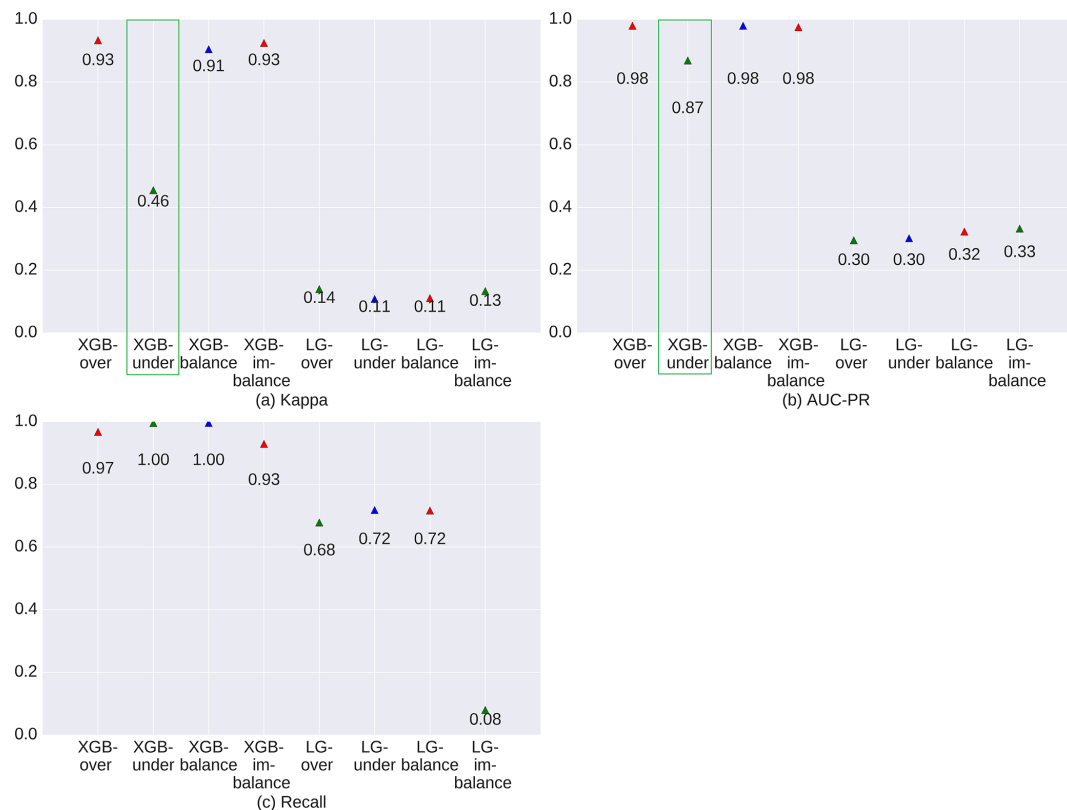 1.0
0.8
0.6
0.4
0.2
0.0
0.93
0.46
0.91
0.93
0.14
0.11
0.11
0.13
XGB-over
XGB-under
XGB-balance
XGB-im-balance
LG-over
LG-under
LG-balance
LG-im-balance
(a) Kappa
1.0
0.8
0.6
0.4
0.2
0.0
0.98
0.87
0.98
0.98
0.30
0.30
0.32
0.33
XGB-over
XGB-under
XGB-balance
XGB-im-balance
LG-over
LG-under
LG-balance
LG-im-balance
(b) AUC-PR
1.0
0.8
0.6
0.4
0.2
0.0
0.97
1.00
1.00
0.93
0.68
0.72
0.72
0.08
XGB-over
XGB-under
XGB-balance
XGB-im-balance
LG-over
LG-under
LG-balance
LG-im-balance
(c) Recall